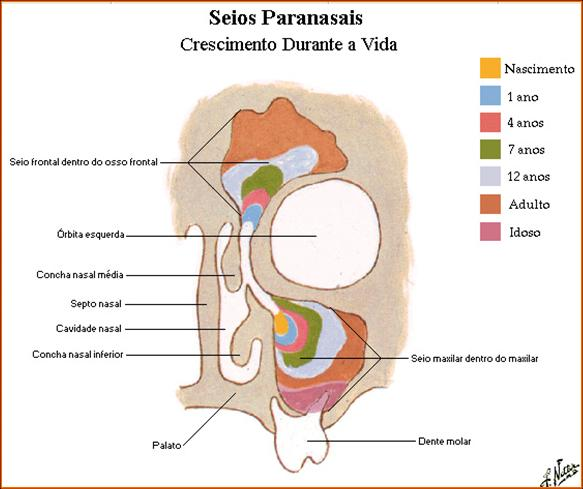 Seios Paranasais
Crescimento Durante a Vida
Nascimento
1 ano
4 anos
7 anos
12 anos
Adulto
Idoso
Seio frontal dentro do osso frontal
Órbita esquerda
Concha nasal média
Septo nasal
Cavidade nasal
Concha nasal inferior
Palato
Seio maxilar dentro do maxilar
Dente molar